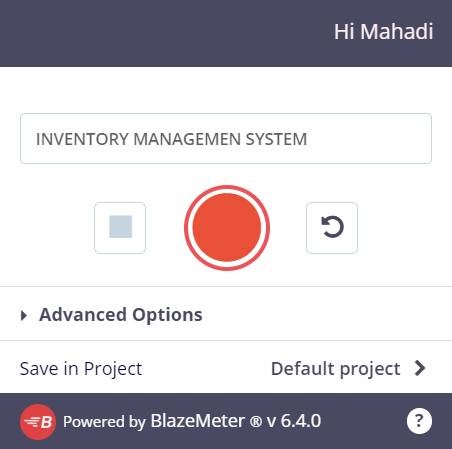 Hi Mahadi
INVENTORY MANAGEMEN SYSTEM
Advanced Options
Save in Project Default project
B Powered by BlazeMeter ® v 6.4.0 ?